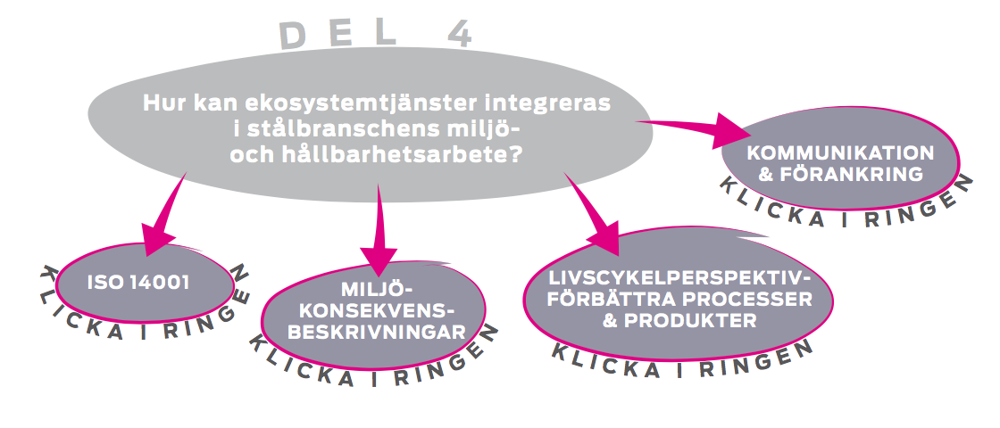 DEL 4
Hur kan ekosystemtjänster integreras
i stålbranschens miljö-
och hållbarhetsarbete?
KOMMUNIKATION
& FÖRANKRING
KLICKA I RINGEN
ISO 14001
KLICKA I RINGEN
MILJÖ-
KONSEKVENS-
BESKRIVNINGAR
KLICKA I RINGEN
LIVSCYKELPERSPEKTIV-
FÖRBÄTTRA PROCESSER
& PRODUKTER
KLICKA I RINGEN